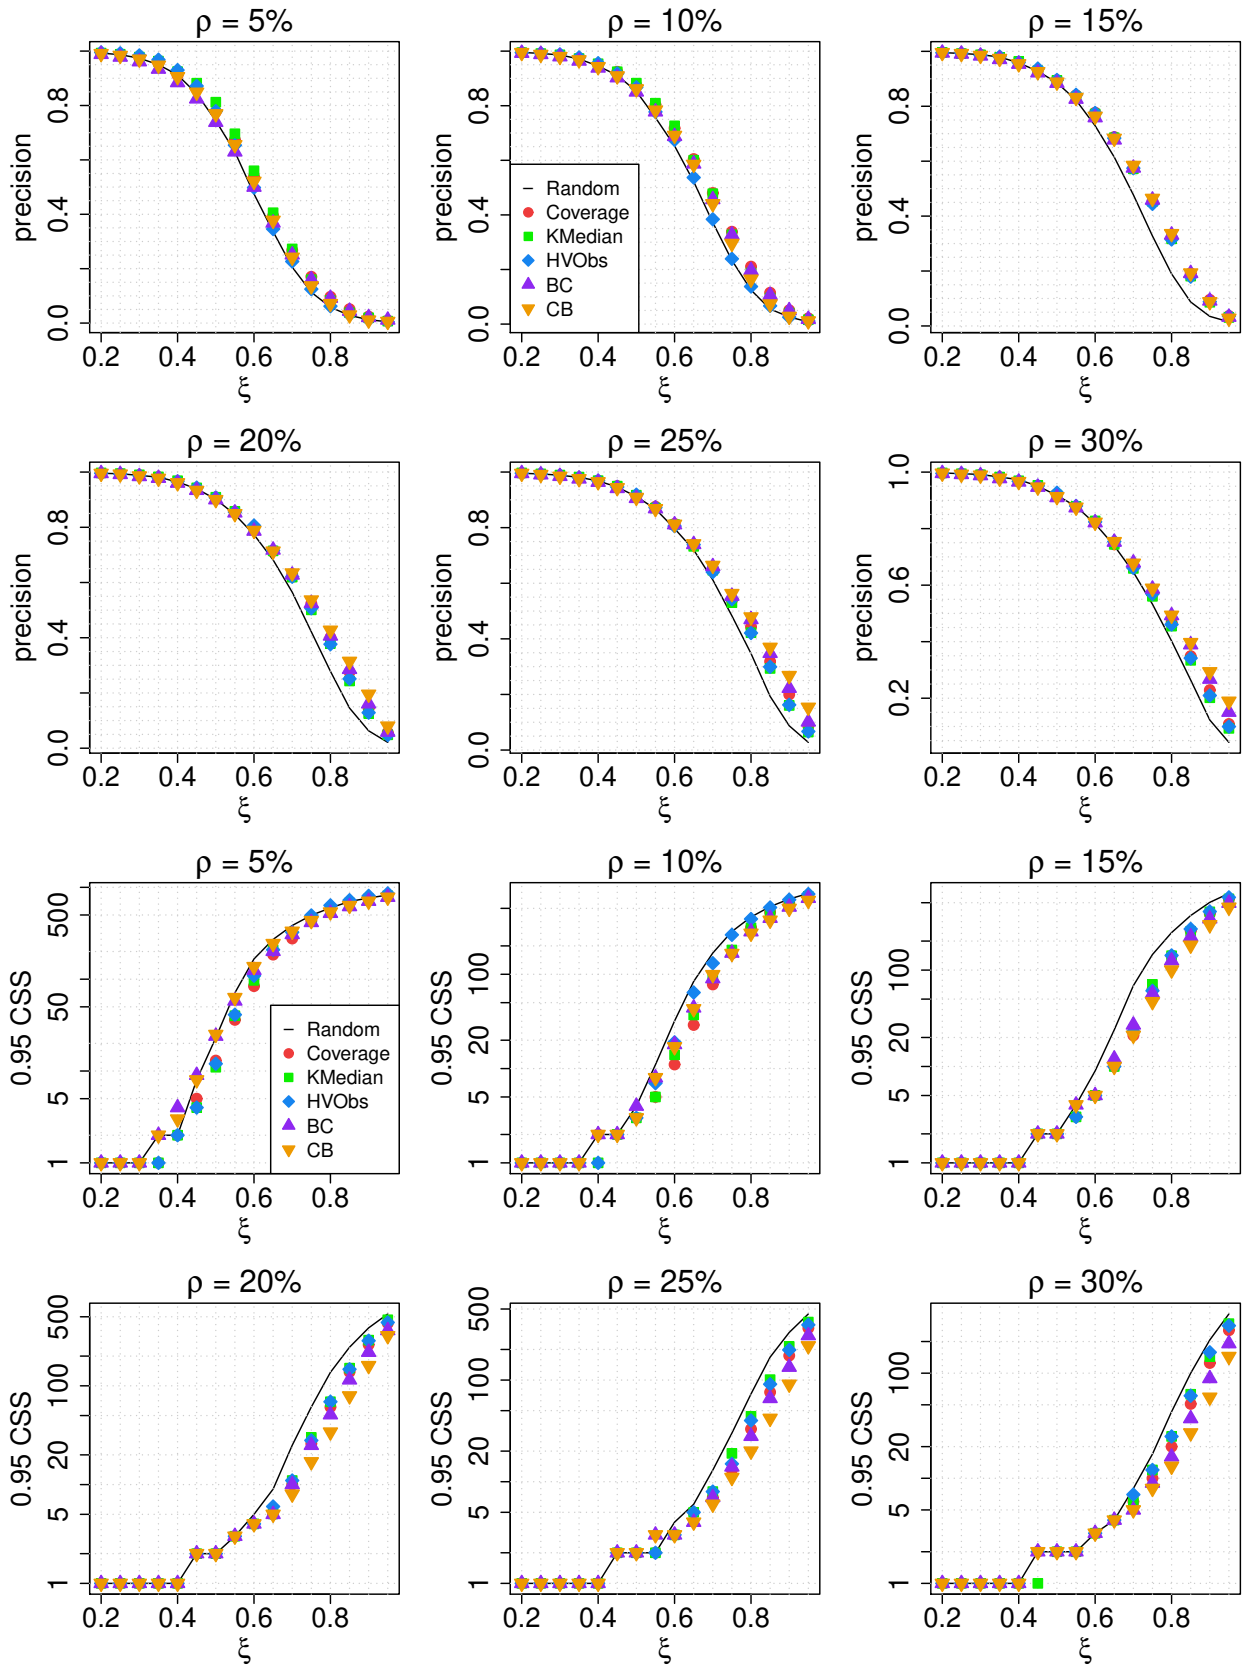 ρ = 5%
precision
0.0 0.4 0.8
0.2 0.4 0.6 0.8
ξ
ρ = 10%
precision
0.0 0.4 0.8
Random
Coverage
KMedian
HVObs
BC
CB
0.2 0.4 0.6 0.8
ξ
ρ = 15%
precision
0.0 0.4 0.8
0.2 0.4 0.6 0.8
ξ
ρ = 20%
precision
0.0 0.4 0.8
0.2 0.4 0.6 0.8
ξ
ρ = 25%
precision
0.0 0.4 0.8
0.2 0.4 0.6 0.8
ξ
ρ = 30%
precision
0.2 0.6 1.0
0.2 0.4 0.6 0.8
ξ
ρ = 5%
0.95 CSS
1 5 50 500
Random
Coverage
KMedian
HVObs
BC
CB
0.2 0.4 0.6 0.8
ξ
ρ = 10%
0.95 CSS
1 5 20 100
0.2 0.4 0.6 0.8
ξ
ρ = 15%
0.95 CSS
1 5 20 100
0.2 0.4 0.6 0.8
ξ
ρ = 20%
0.95 CSS
1 5 20 100 500
0.2 0.4 0.6 0.8
ξ
ρ = 25%
0.95 CSS
1 5 20 100 500
0.2 0.4 0.6 0.8
ξ
ρ = 30%
0.95 CSS
1 5 20 100
0.2 0.4 0.6 0.8
ξ